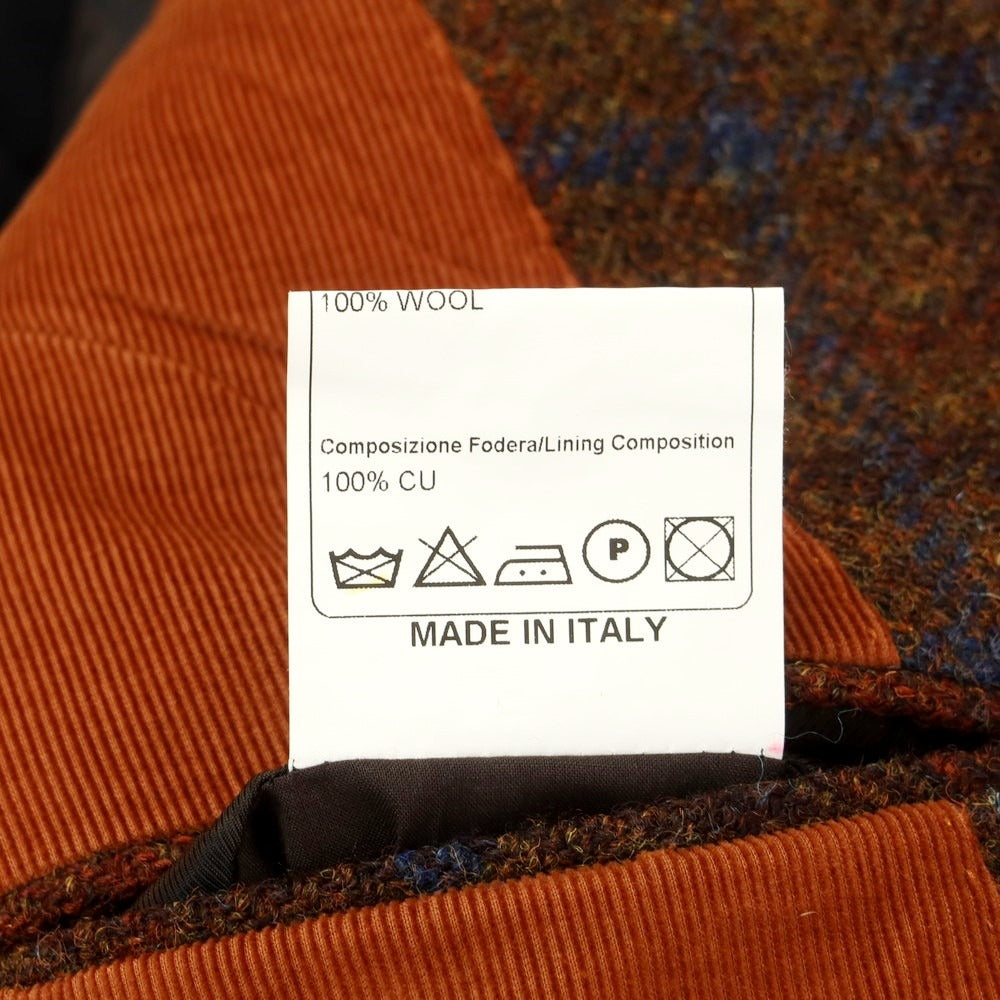 100% WOOL
Composizione Fodera/Lining Composition
100% CU
P
MADE IN ITALY